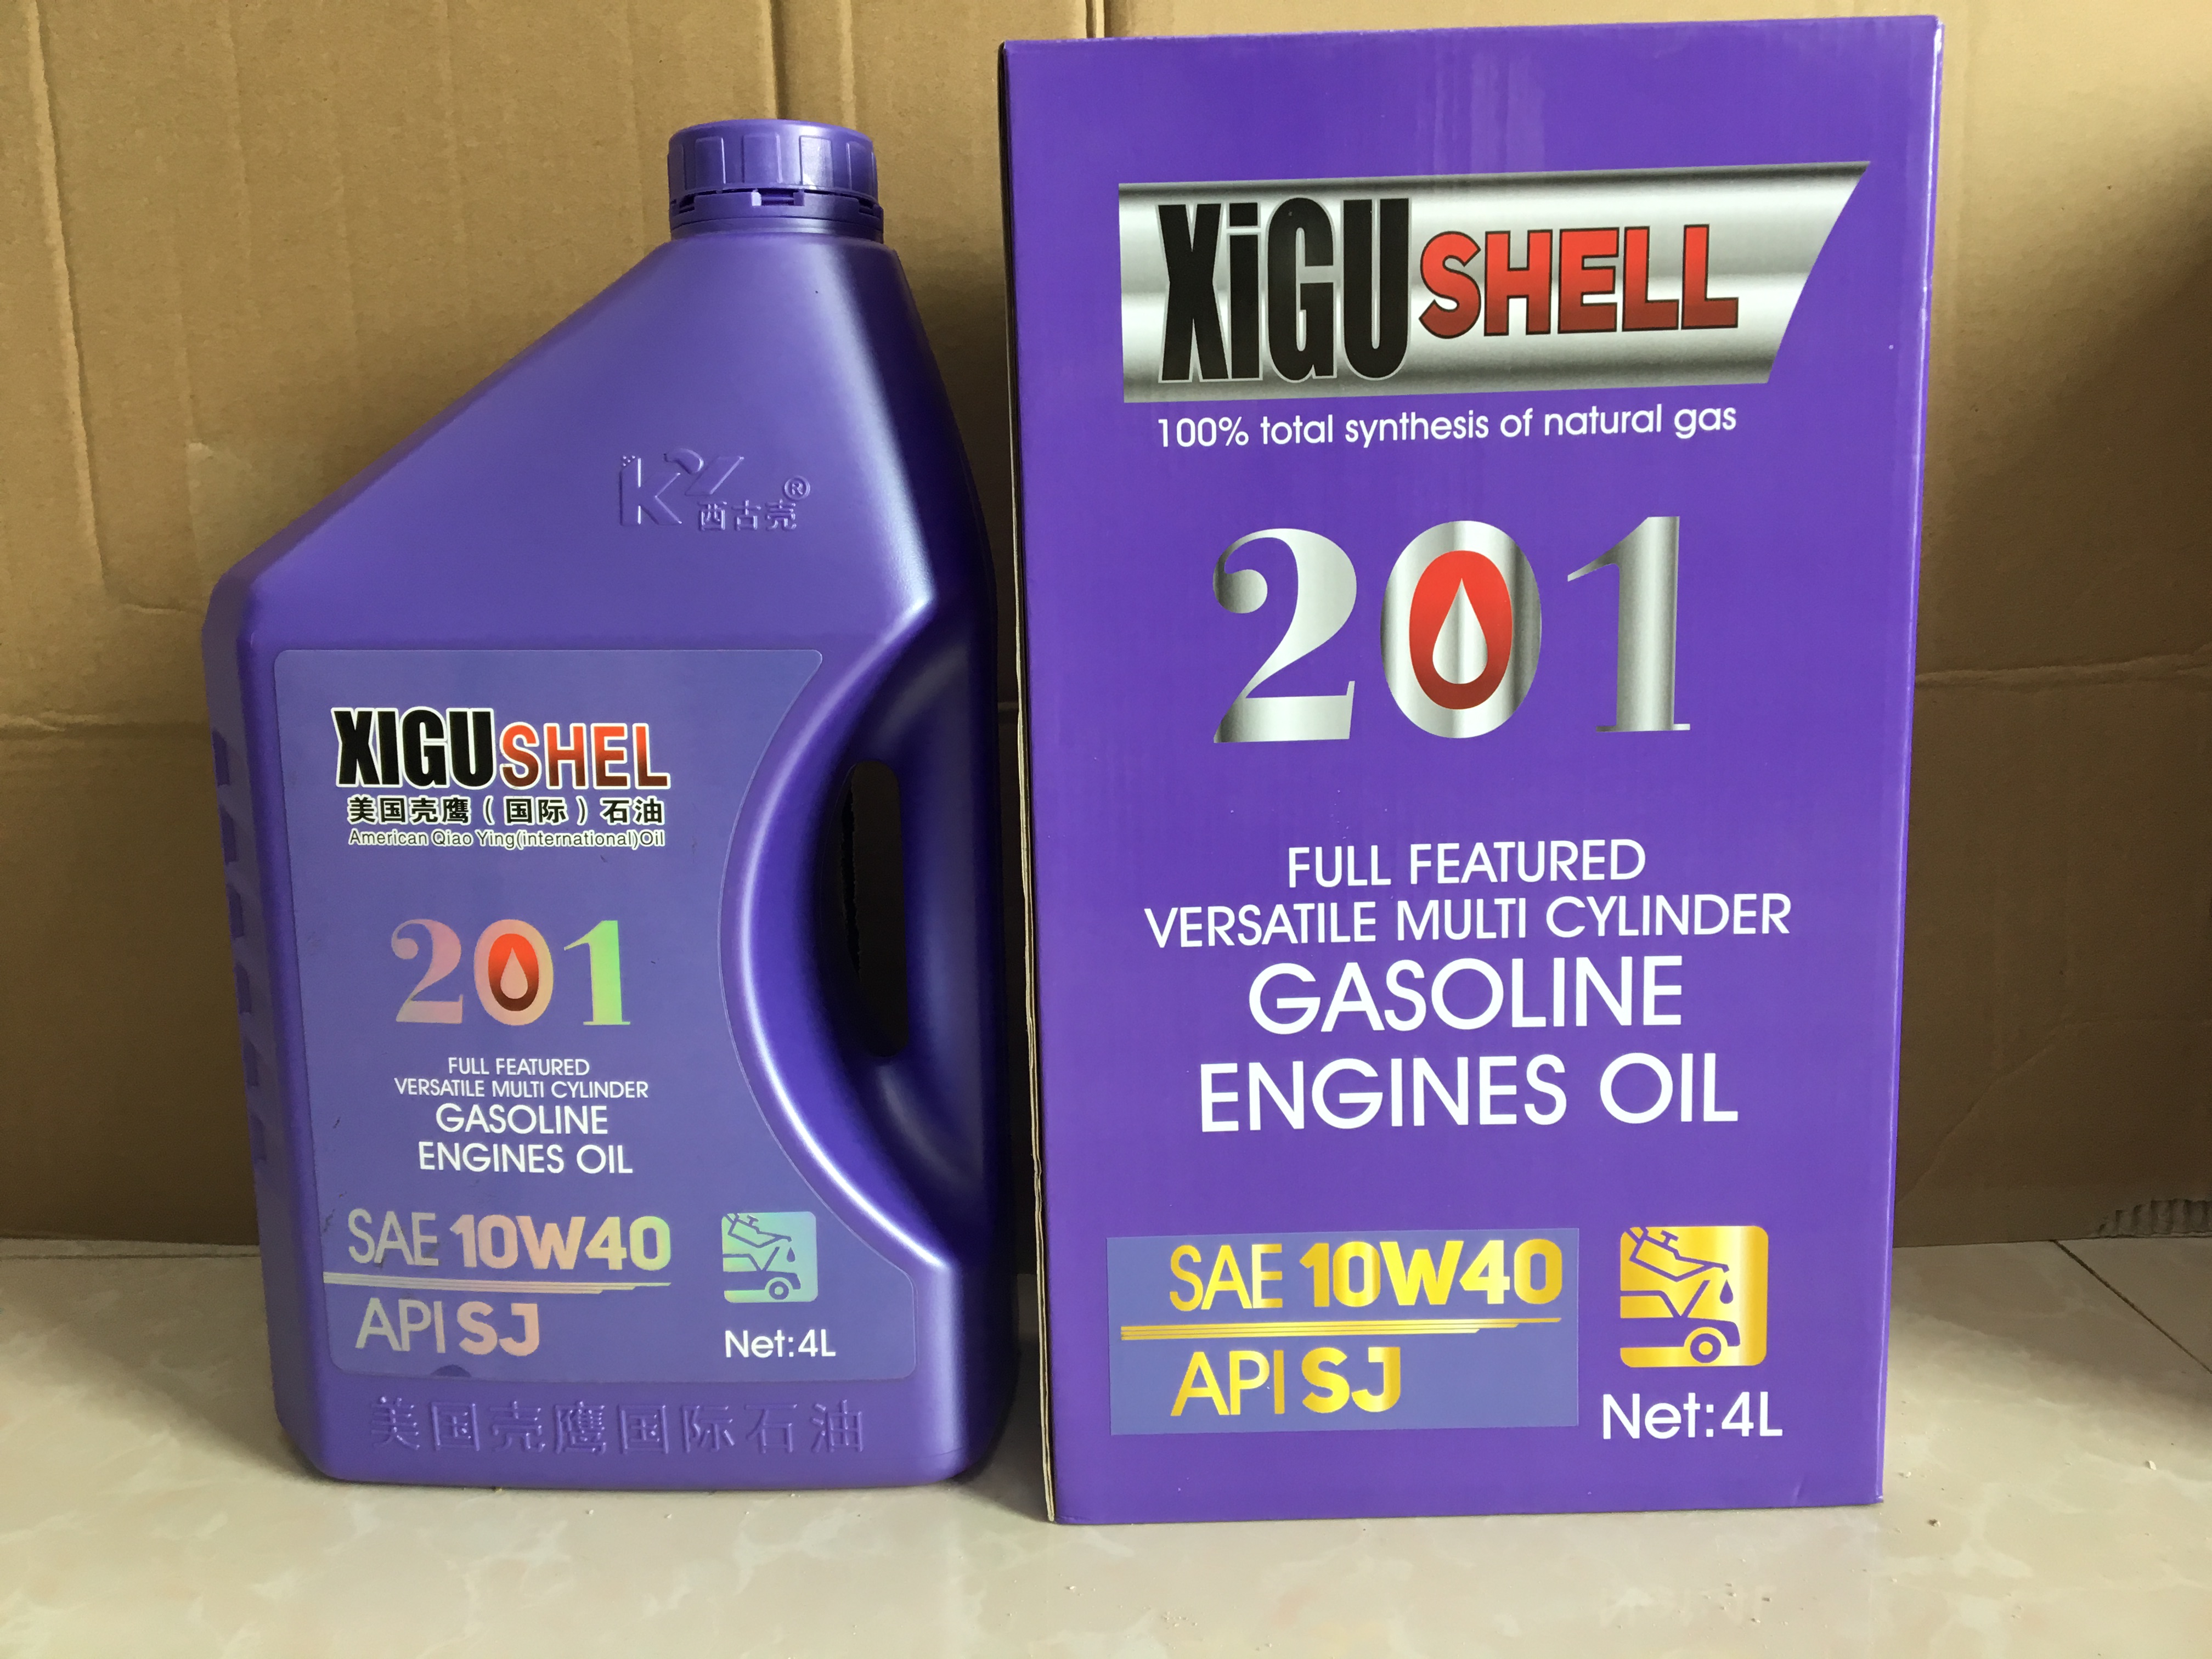 KY
西古壳®
XIGUSHEL
美国壳鹰（国际）石油
American Qiao Ying(international)Oil
201
FULL FEATURED
VERSATILE MULTI CYLINDER
GASOLINE
ENGINES OIL
SAE 10W40
API SJ
Net:4L
美国壳鹰国际石油
XiGUSHELL
100% total synthesis of natural gas
201
FULL FEATURED
VERSATILE MULTI CYLINDER
GASOLINE
ENGINES OIL
SAE 10W40
API SJ
Net:4L